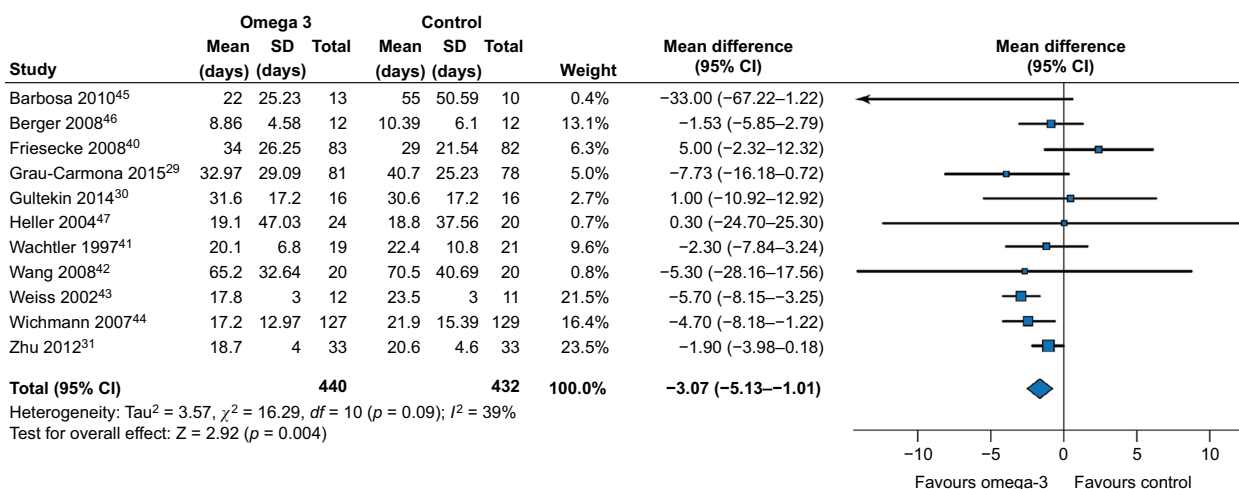 Omega 3 Control
Mean SD Total Mean SD Total Mean difference Mean difference
Study (days) (days) (days) (days) Weight (95% CI) (95% CI)
Barbosa 2010⁴⁵ 22 25.23 13 55 50.59 10 0.4% −33.00 (−67.22–1.22)
Berger 2008⁴⁶ 8.86 4.58 12 10.39 6.1 12 13.1% −1.53 (−5.85–2.79)
Friesecke 2008⁴⁰ 34 26.25 83 29 21.54 82 6.3% 5.00 (−2.32–12.32)
Grau-Carmona 2015²⁹ 32.97 29.09 81 40.7 25.23 78 5.0% −7.73 (−16.18–0.72)
Gultekin 2014³⁰ 31.6 17.2 16 30.6 17.2 16 2.7% 1.00 (−10.92–12.92)
Heller 2004⁴⁷ 19.1 47.03 24 18.8 37.56 20 0.7% 0.30 (−24.70–25.30)
Wachtler 1997⁴¹ 20.1 6.8 19 22.4 10.8 21 9.6% −2.30 (−7.84–3.24)
Wang 2008⁴² 65.2 32.64 20 70.5 40.69 20 0.8% −5.30 (−28.16–17.56)
Weiss 2002⁴³ 17.8 3 12 23.5 3 11 21.5% −5.70 (−8.15–−3.25)
Wichmann 2007⁴⁴ 17.2 12.97 127 21.9 15.39 129 16.4% −4.70 (−8.18–−1.22)
Zhu 2012³¹ 18.7 4 33 20.6 4.6 33 23.5% −1.90 (−3.98–0.18)
Total (95% CI) 440 432 100.0% −3.07 (−5.13–−1.01)
Heterogeneity: Tau² = 3.57, χ² = 16.29, df = 10 (p = 0.09); I² = 39%
Test for overall effect: Z = 2.92 (p = 0.004)
−10 −5 0 5 10
Favours omega-3 Favours control